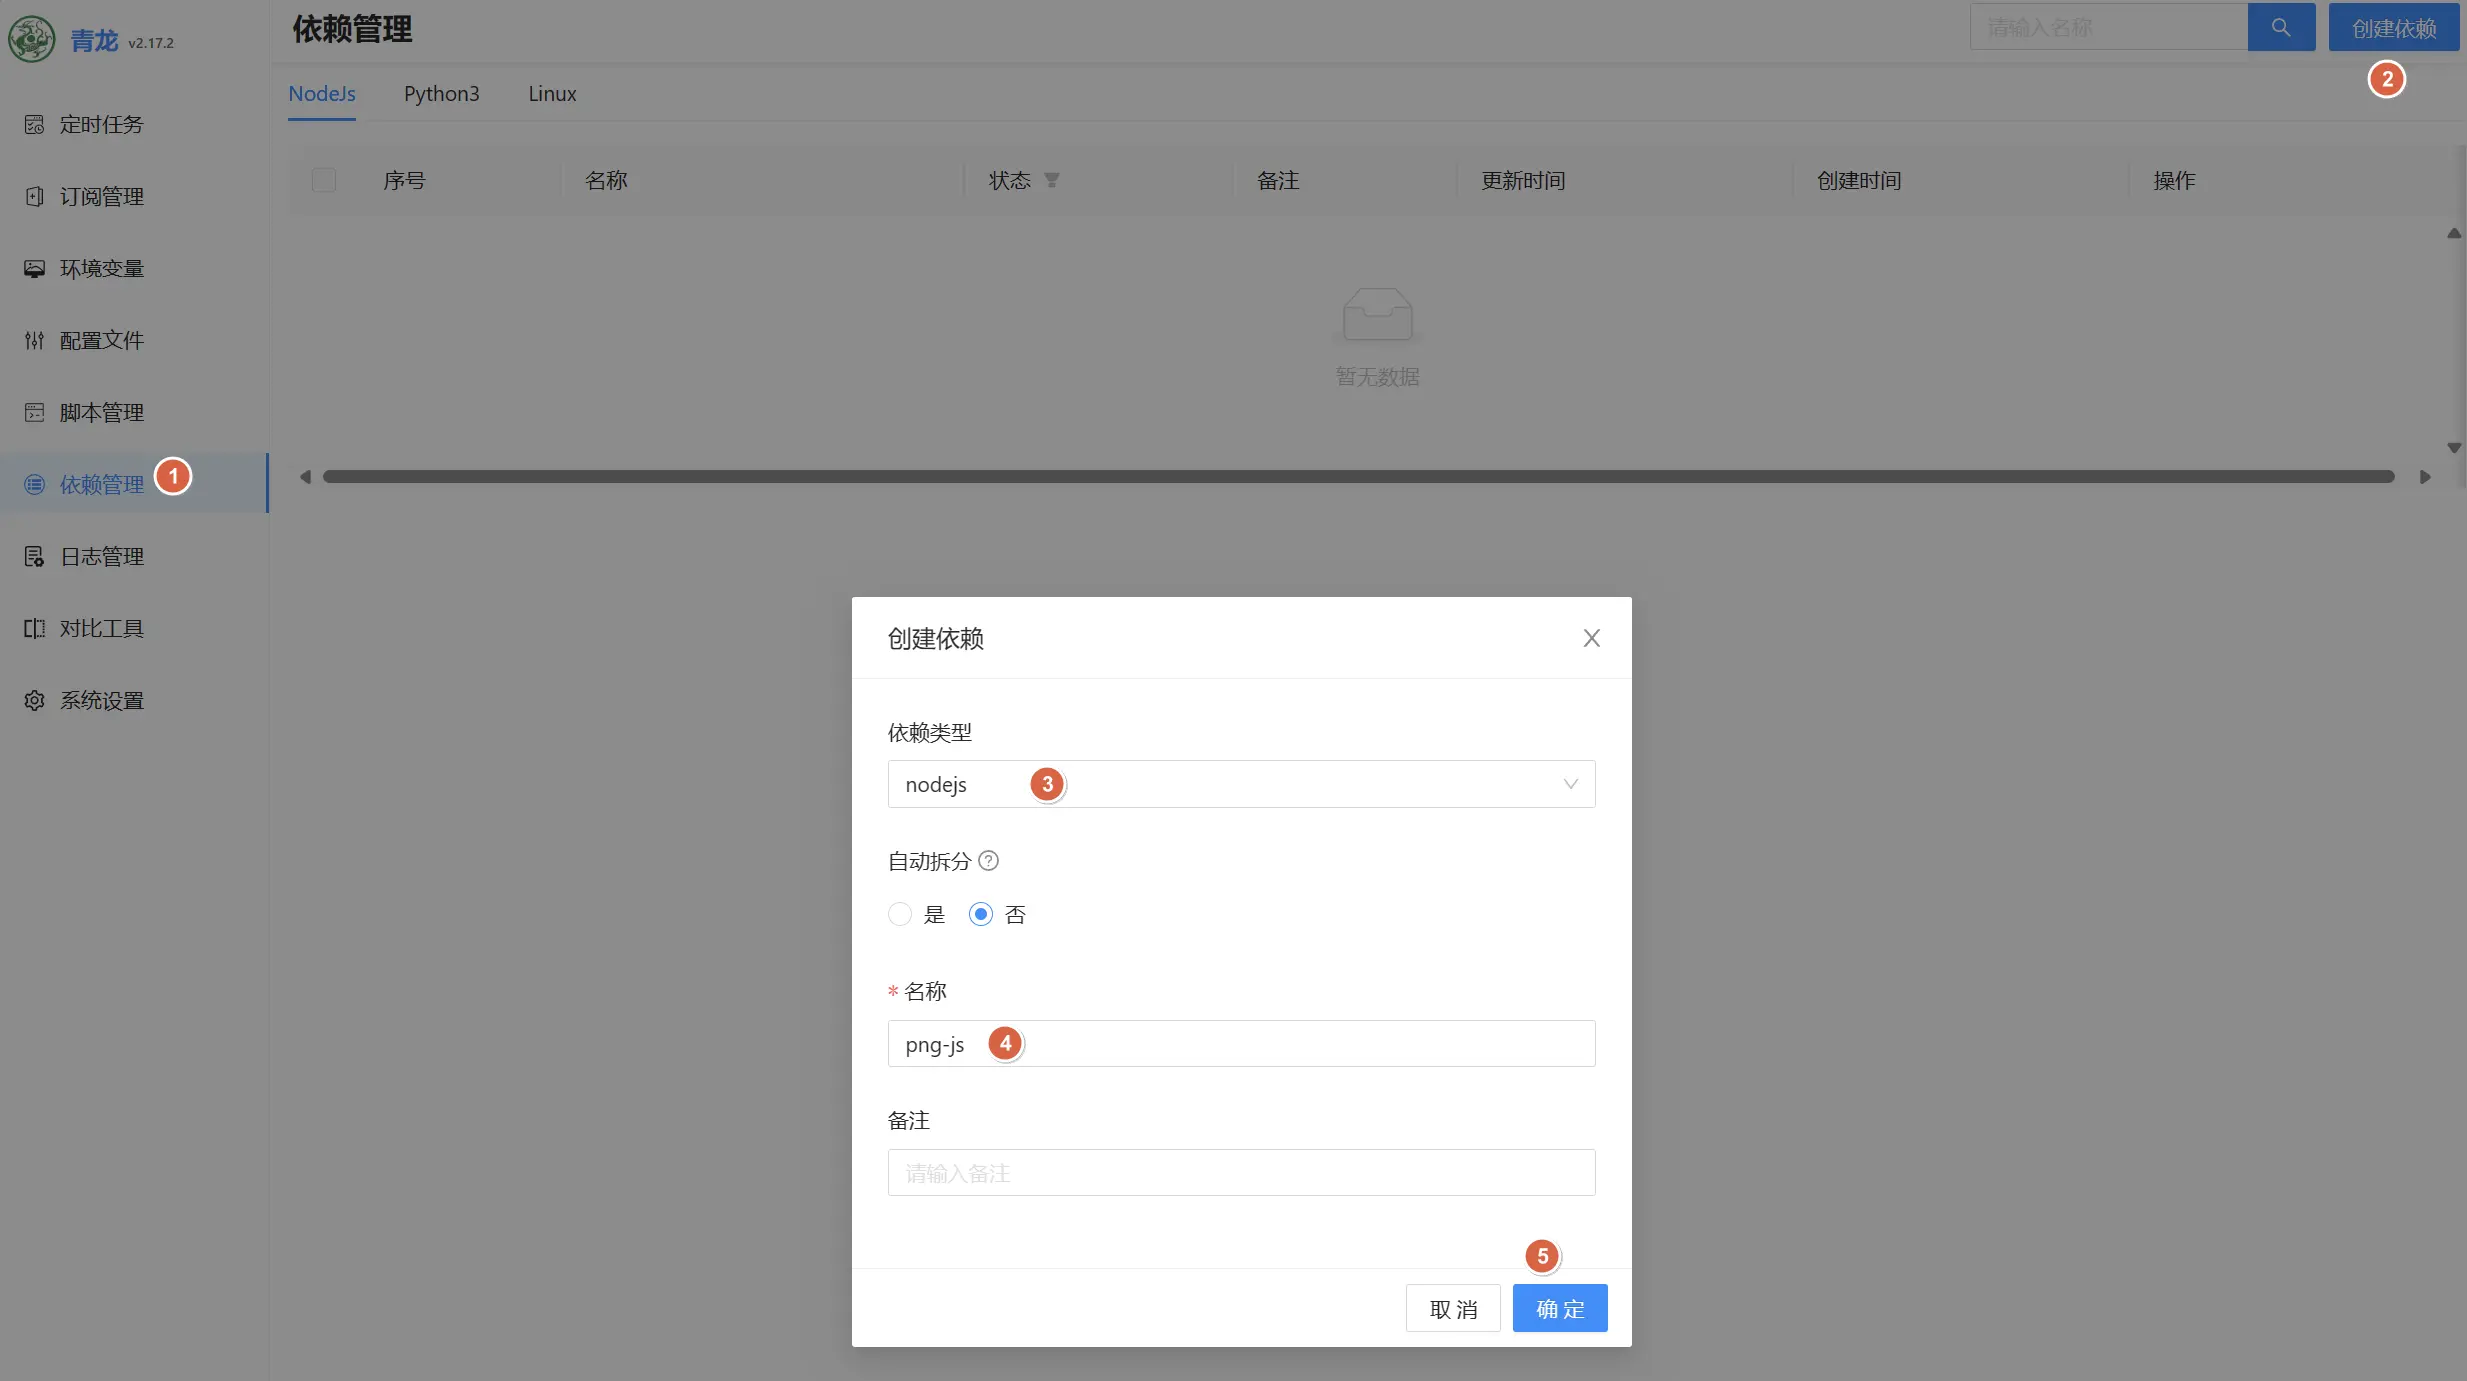 青龙 v2.17.2
依赖管理
请输入名称
创建依赖
2
NodeJs Python3 Linux
定时任务
订阅管理
环境变量
配置文件
脚本管理
依赖管理 1
日志管理
对比工具
系统设置
序号 名称 状态 备注 更新时间 创建时间 操作
暂无数据
创建依赖
依赖类型
nodejs 3
自动拆分 ?
是 否
* 名称
png-js 4
备注
请输入备注
5
取 消 确 定